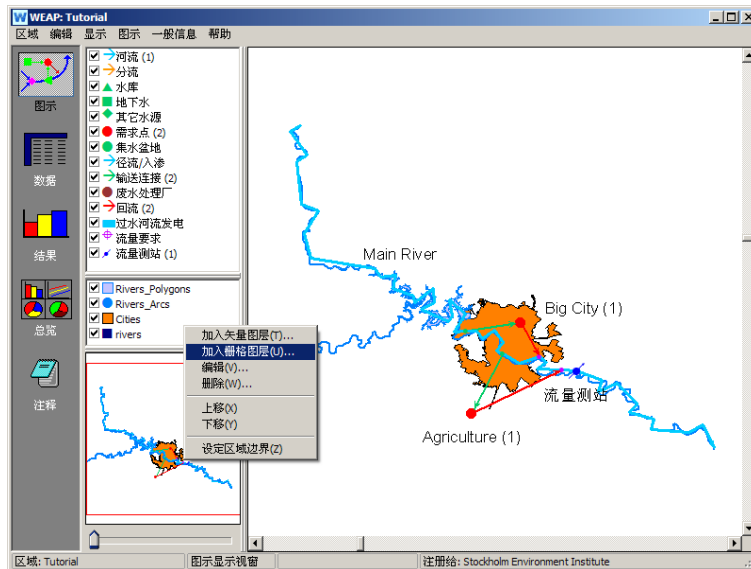 WEAP: Tutorial
区域 编辑 显示 图示 一般信息 帮助
图示
数据
结果
总览
注释
河流 (1)
分流
水库
地下水
其它水源
需求点 (2)
集水盆地
径流/入渗
输送连接 (2)
废水处理厂
回流 (2)
过水河流发电
流量要求
流量测站 (1)
Rivers_Polygons
Rivers_Arcs
Cities
rivers
加入矢量图层(T)...
加入栅格图层(U)...
编辑(V)...
删除(W)...
上移(X)
下移(Y)
设定区域边界(Z)
Main River
Big City (1)
流量测站
Agriculture (1)
区域: Tutorial
图示显示视窗
注册给: Stockholm Environment Institute